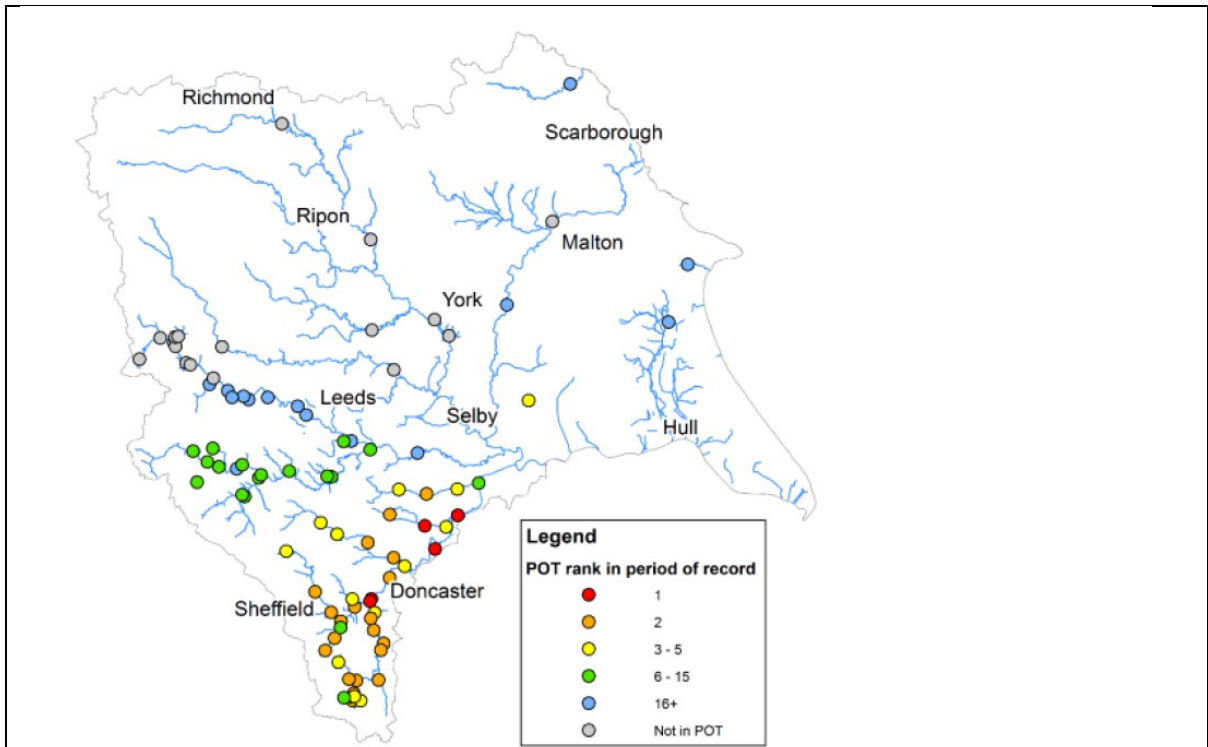 Richmond
Scarborough
Ripon
Malton
York
Leeds
Selby
Hull
Doncaster
Sheffield
Legend
POT rank in period of record
1
2
3 - 5
6 - 15
16+
Not in POT